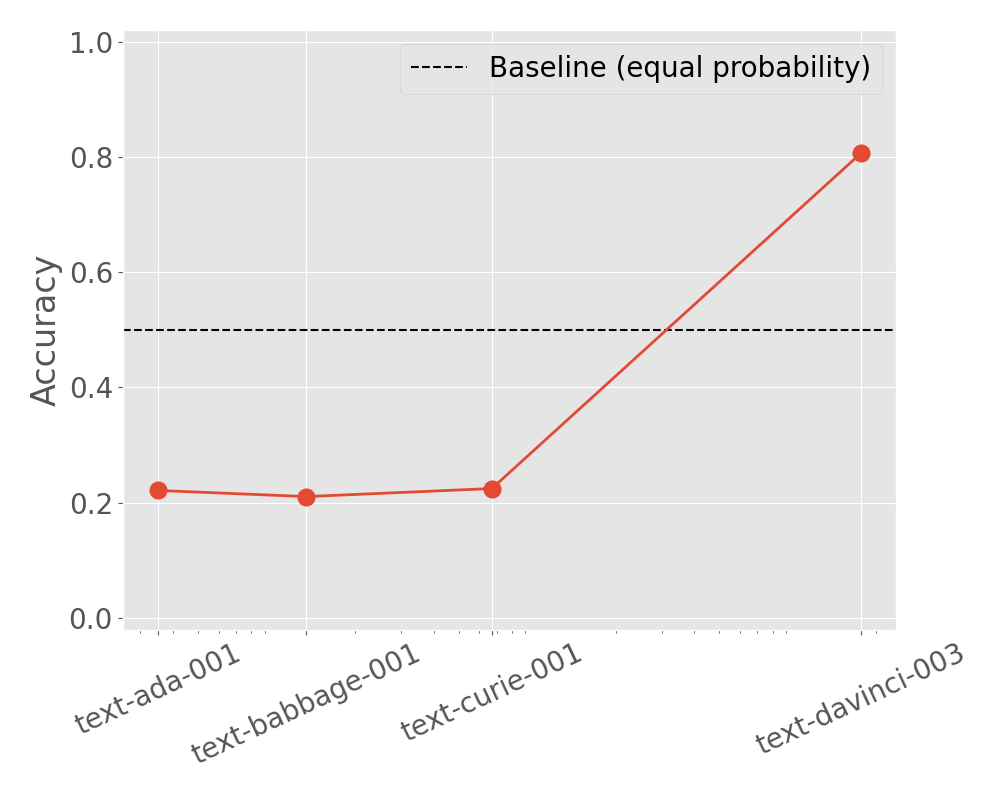 Baseline (equal probability)
Accuracy
1.0
0.8
0.6
0.4
0.2
0.0
text-ada-001
text-babbage-001
text-curie-001
text-davinci-003